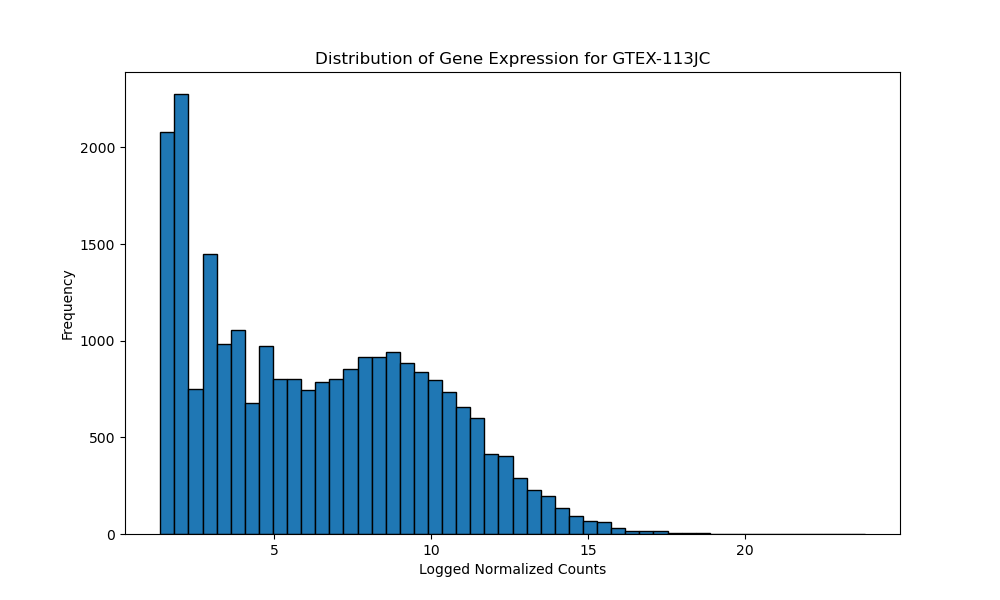 Distribution of Gene Expression for GTEX-113JC
2000
1500
1000
500
0
Frequency
5 10 15 20
Logged Normalized Counts